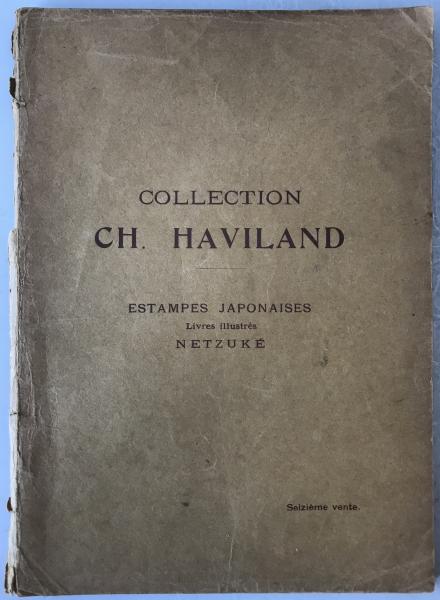 COLLECTION
CH. HAVILAND
ESTAMPES JAPONAISES
Livres illustrés
NETZUKÉ
Seizième vente.